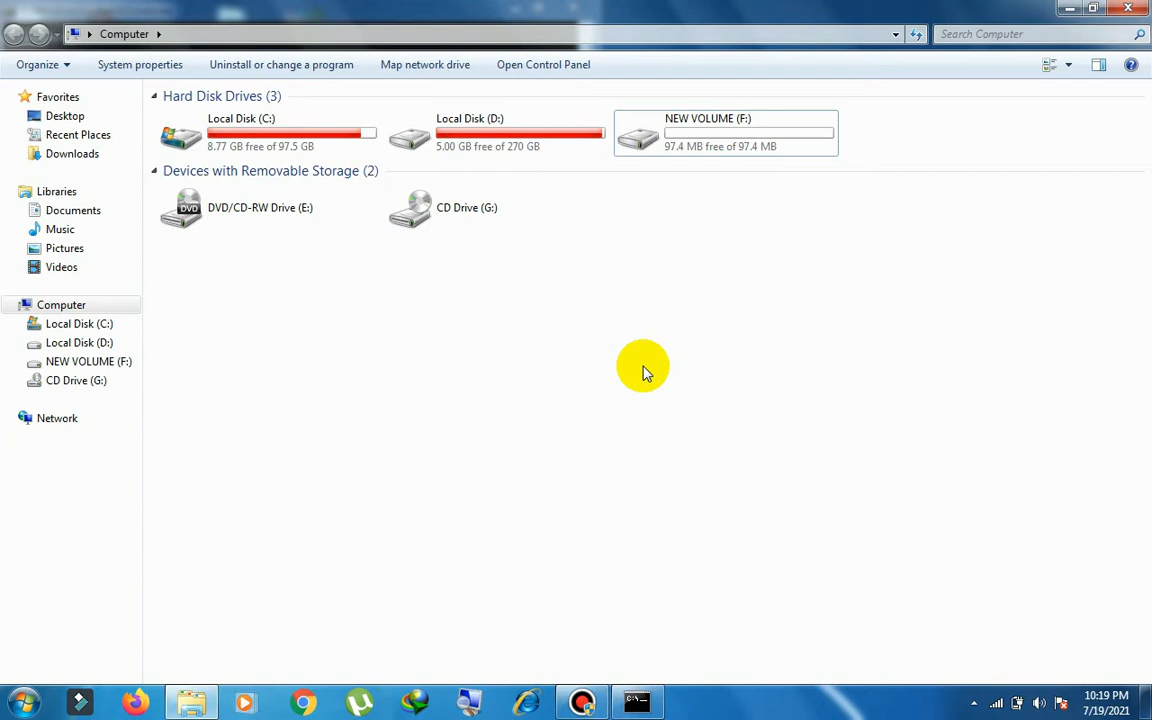 Computer
Search Computer
Organize
System properties
Uninstall or change a program
Map network drive
Open Control Panel
Favorites
Desktop
Recent Places
Downloads
Libraries
Documents
Music
Pictures
Videos
Computer
Local Disk (C:)
Local Disk (D:)
NEW VOLUME (F:)
CD Drive (G:)
Network
Hard Disk Drives (3)
Local Disk (C:)
8.77 GB free of 97.5 GB
Local Disk (D:)
5.00 GB free of 270 GB
NEW VOLUME (F:)
97.4 MB free of 97.4 MB
Devices with Removable Storage (2)
DVD
DVD/CD-RW Drive (E:)
CD Drive (G:)
C:\
10:19 PM
7/19/2021